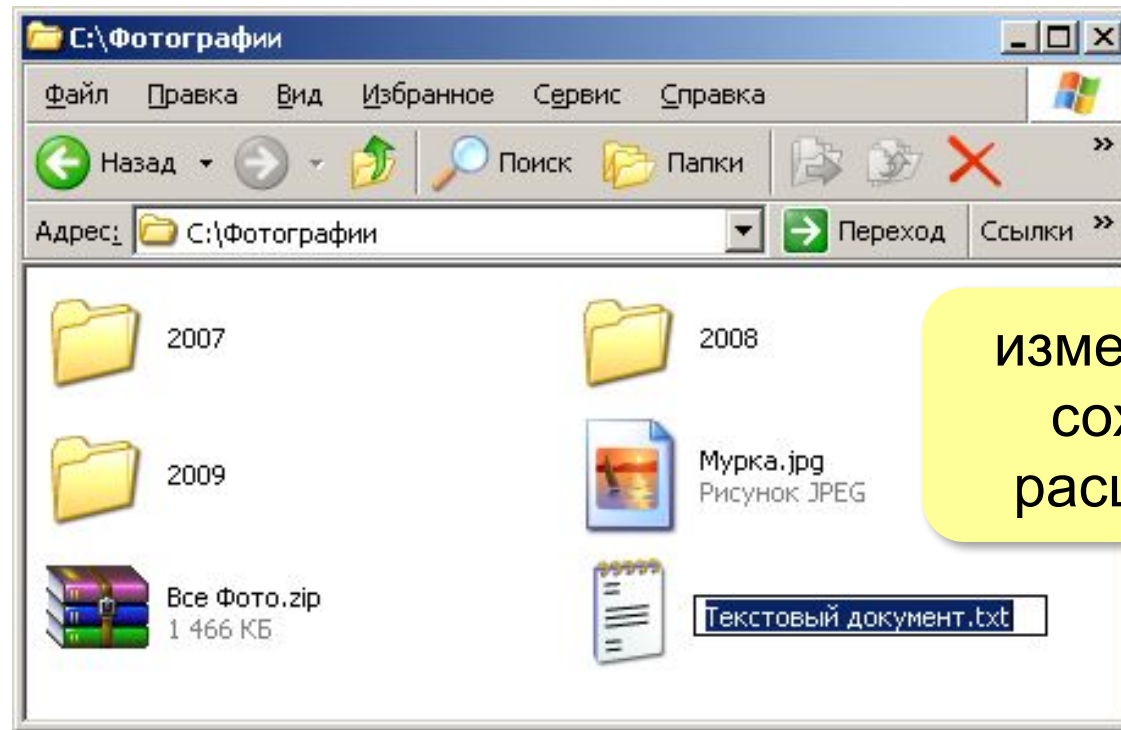 C:\Фотографии
Файл Правка Вид Избранное Сервис Справка
Назад Поиск Папки »
Адрес: C:\Фотографии Переход Ссылки »
2007
2008
2009
Мурка.jpg
Рисунок JPEG
Все Фото.zip
1 466 КБ
Текстовый документ.txt